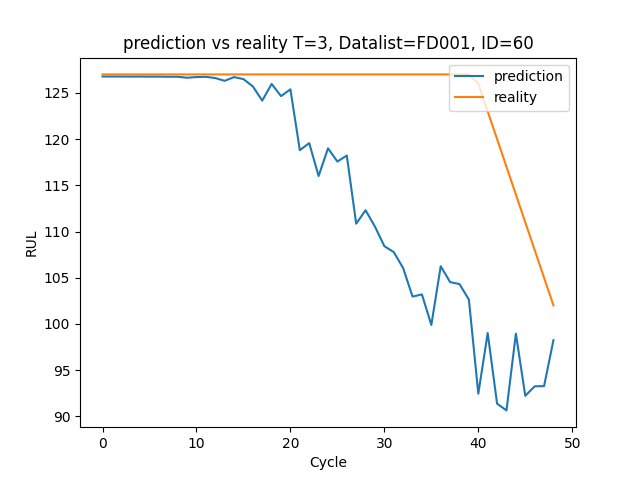 prediction vs reality T=3, Datalist=FD001, ID=60
prediction
reality
RUL
125
120
115
110
105
100
95
90
0 10 20 30 40 50
Cycle